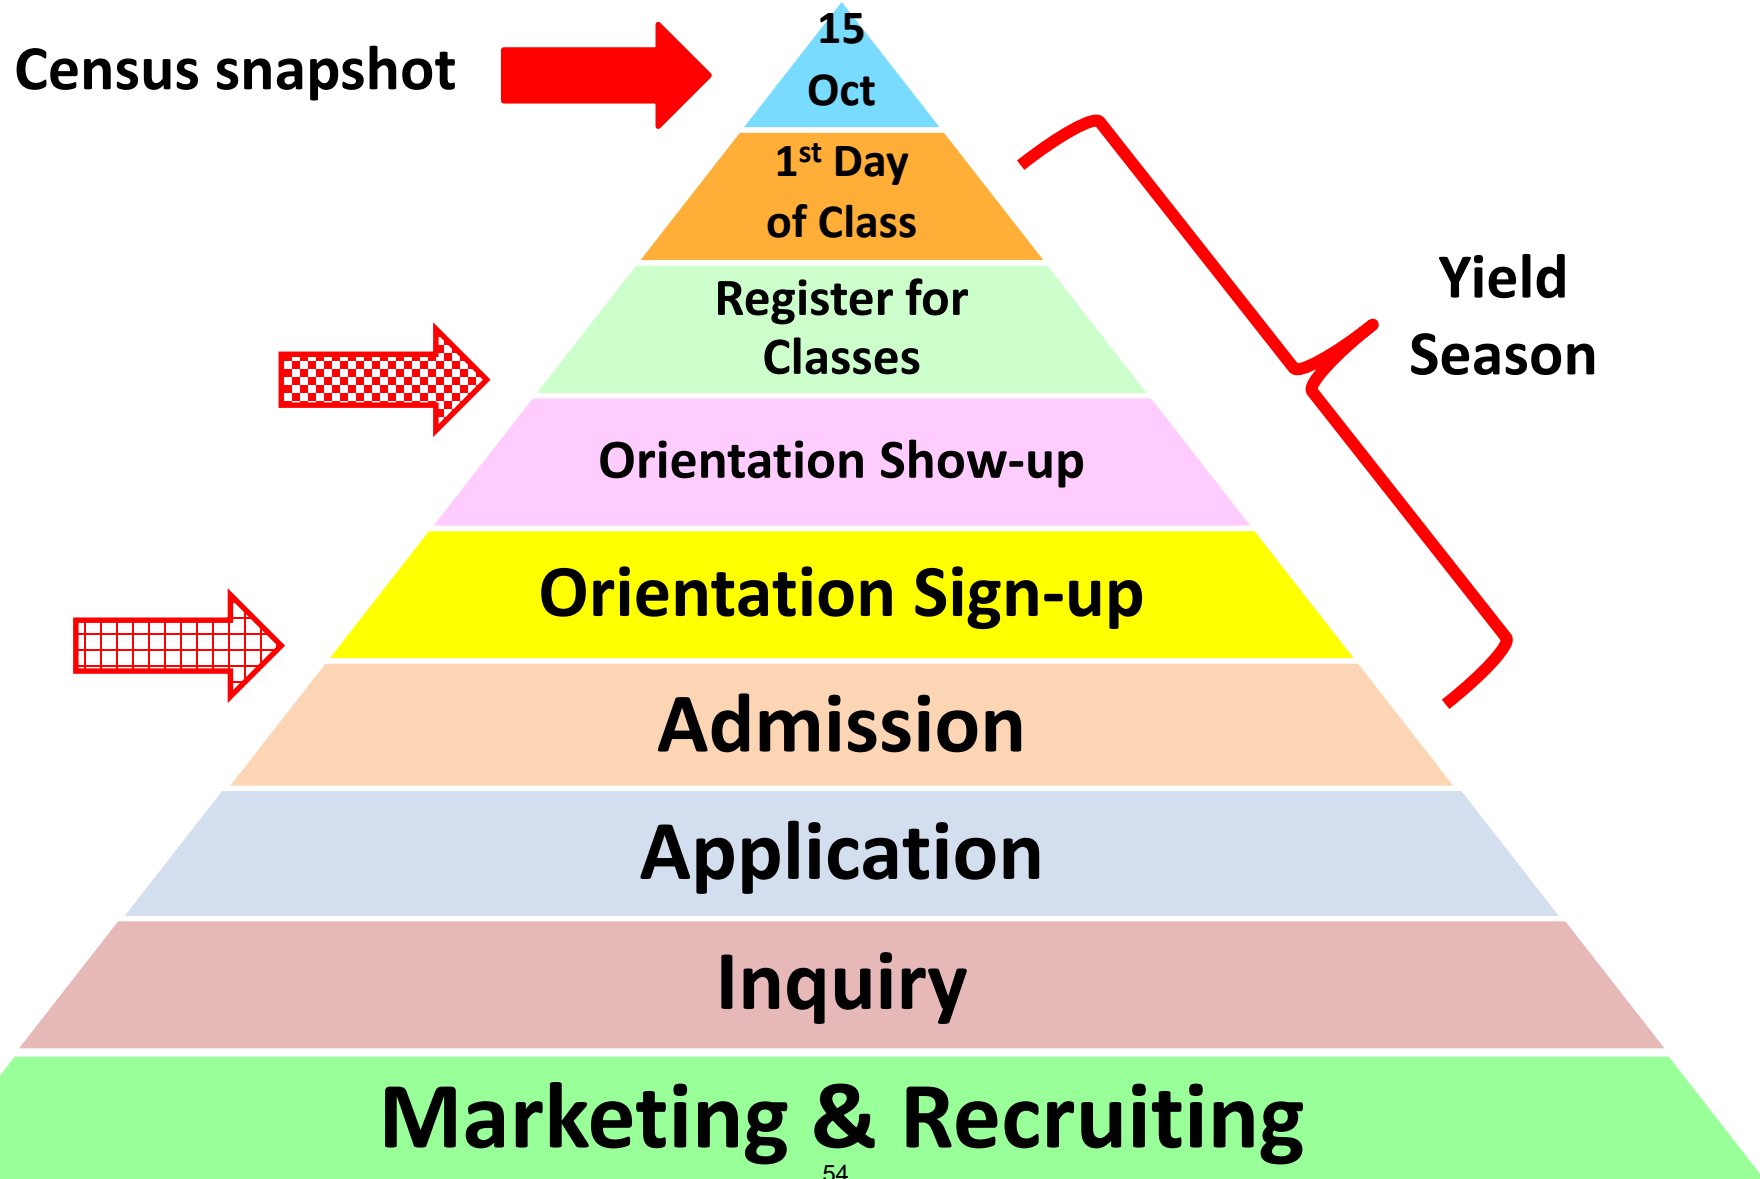 Census snapshot
15
Oct
1st Day
of Class
Register for
Classes
Yield
Season
Orientation Show-up
Orientation Sign-up
Admission
Application
Inquiry
Marketing & Recruiting
54